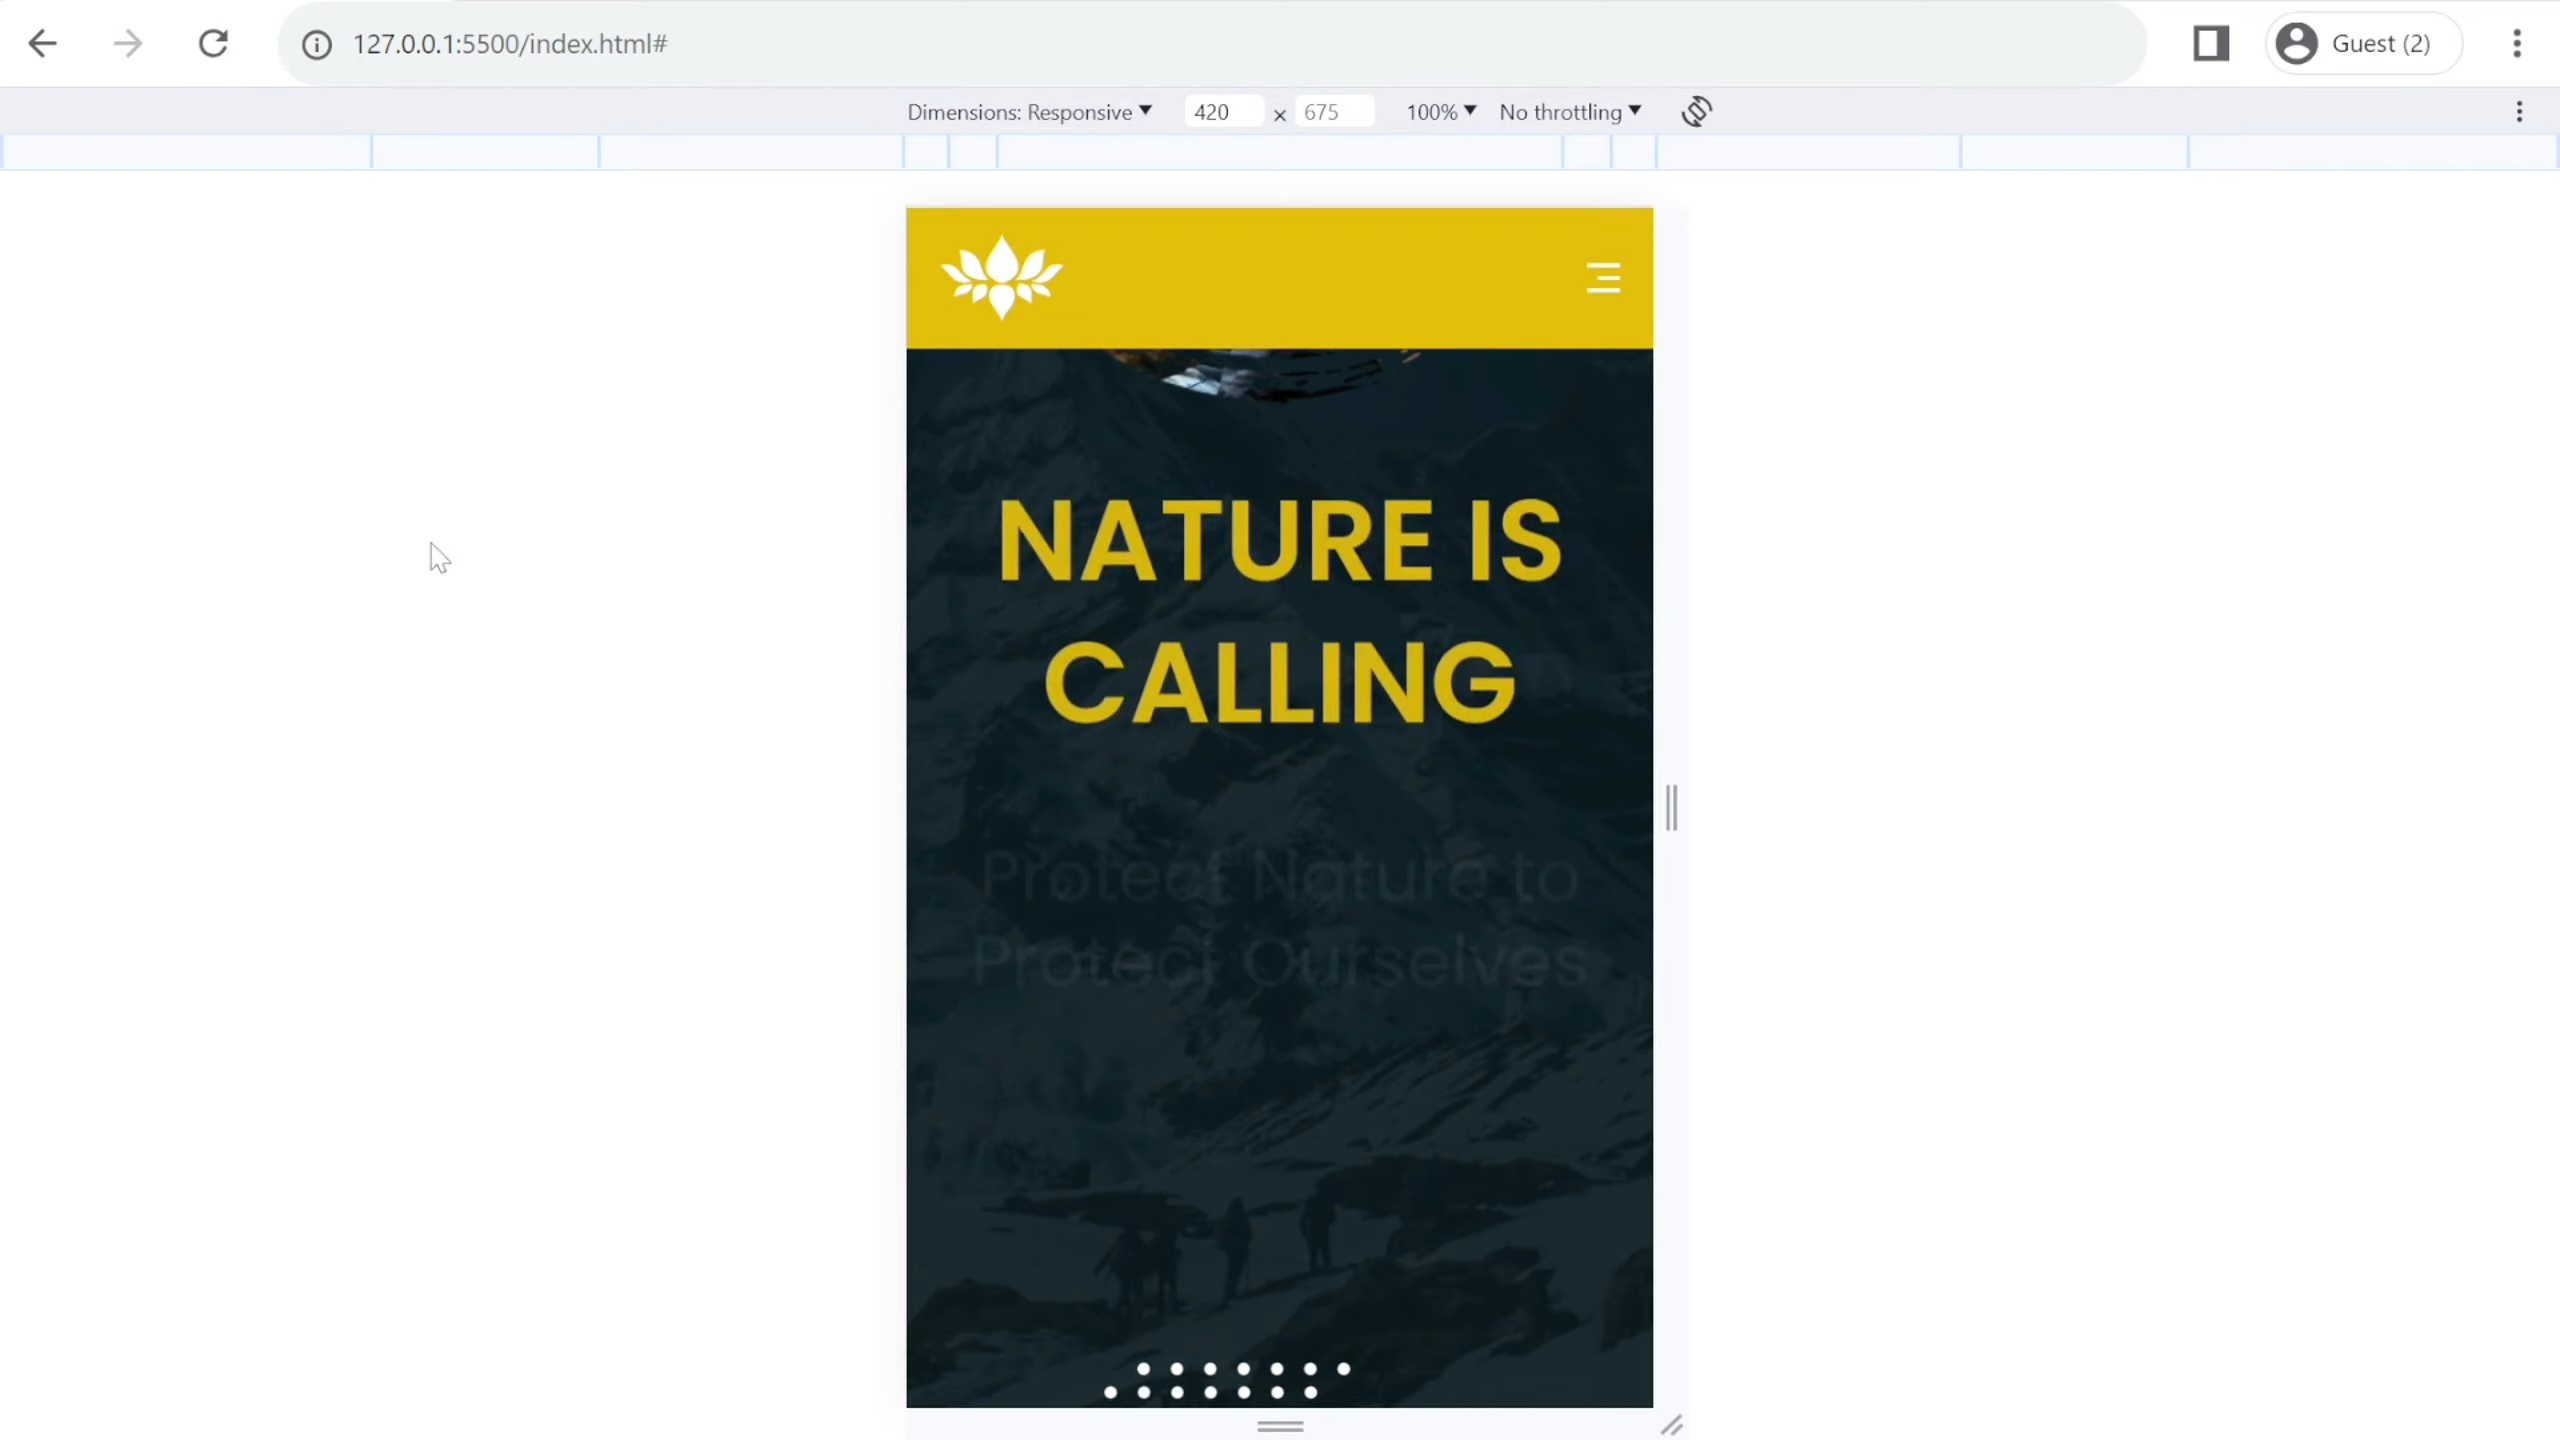 127.0.0.1:5500/index.html#
Guest (2)
Dimensions: Responsive 420 × 675 100% No throttling
NATURE IS
CALLING
Protect Nature to
Protect Ourselves